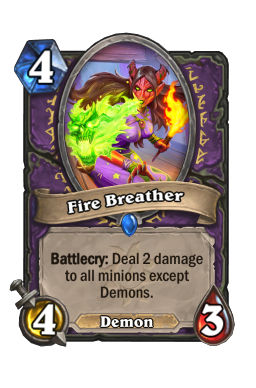 4
Fire Breather
Battlecry: Deal 2 damage
to all minions except
Demons.
4
Demon
3